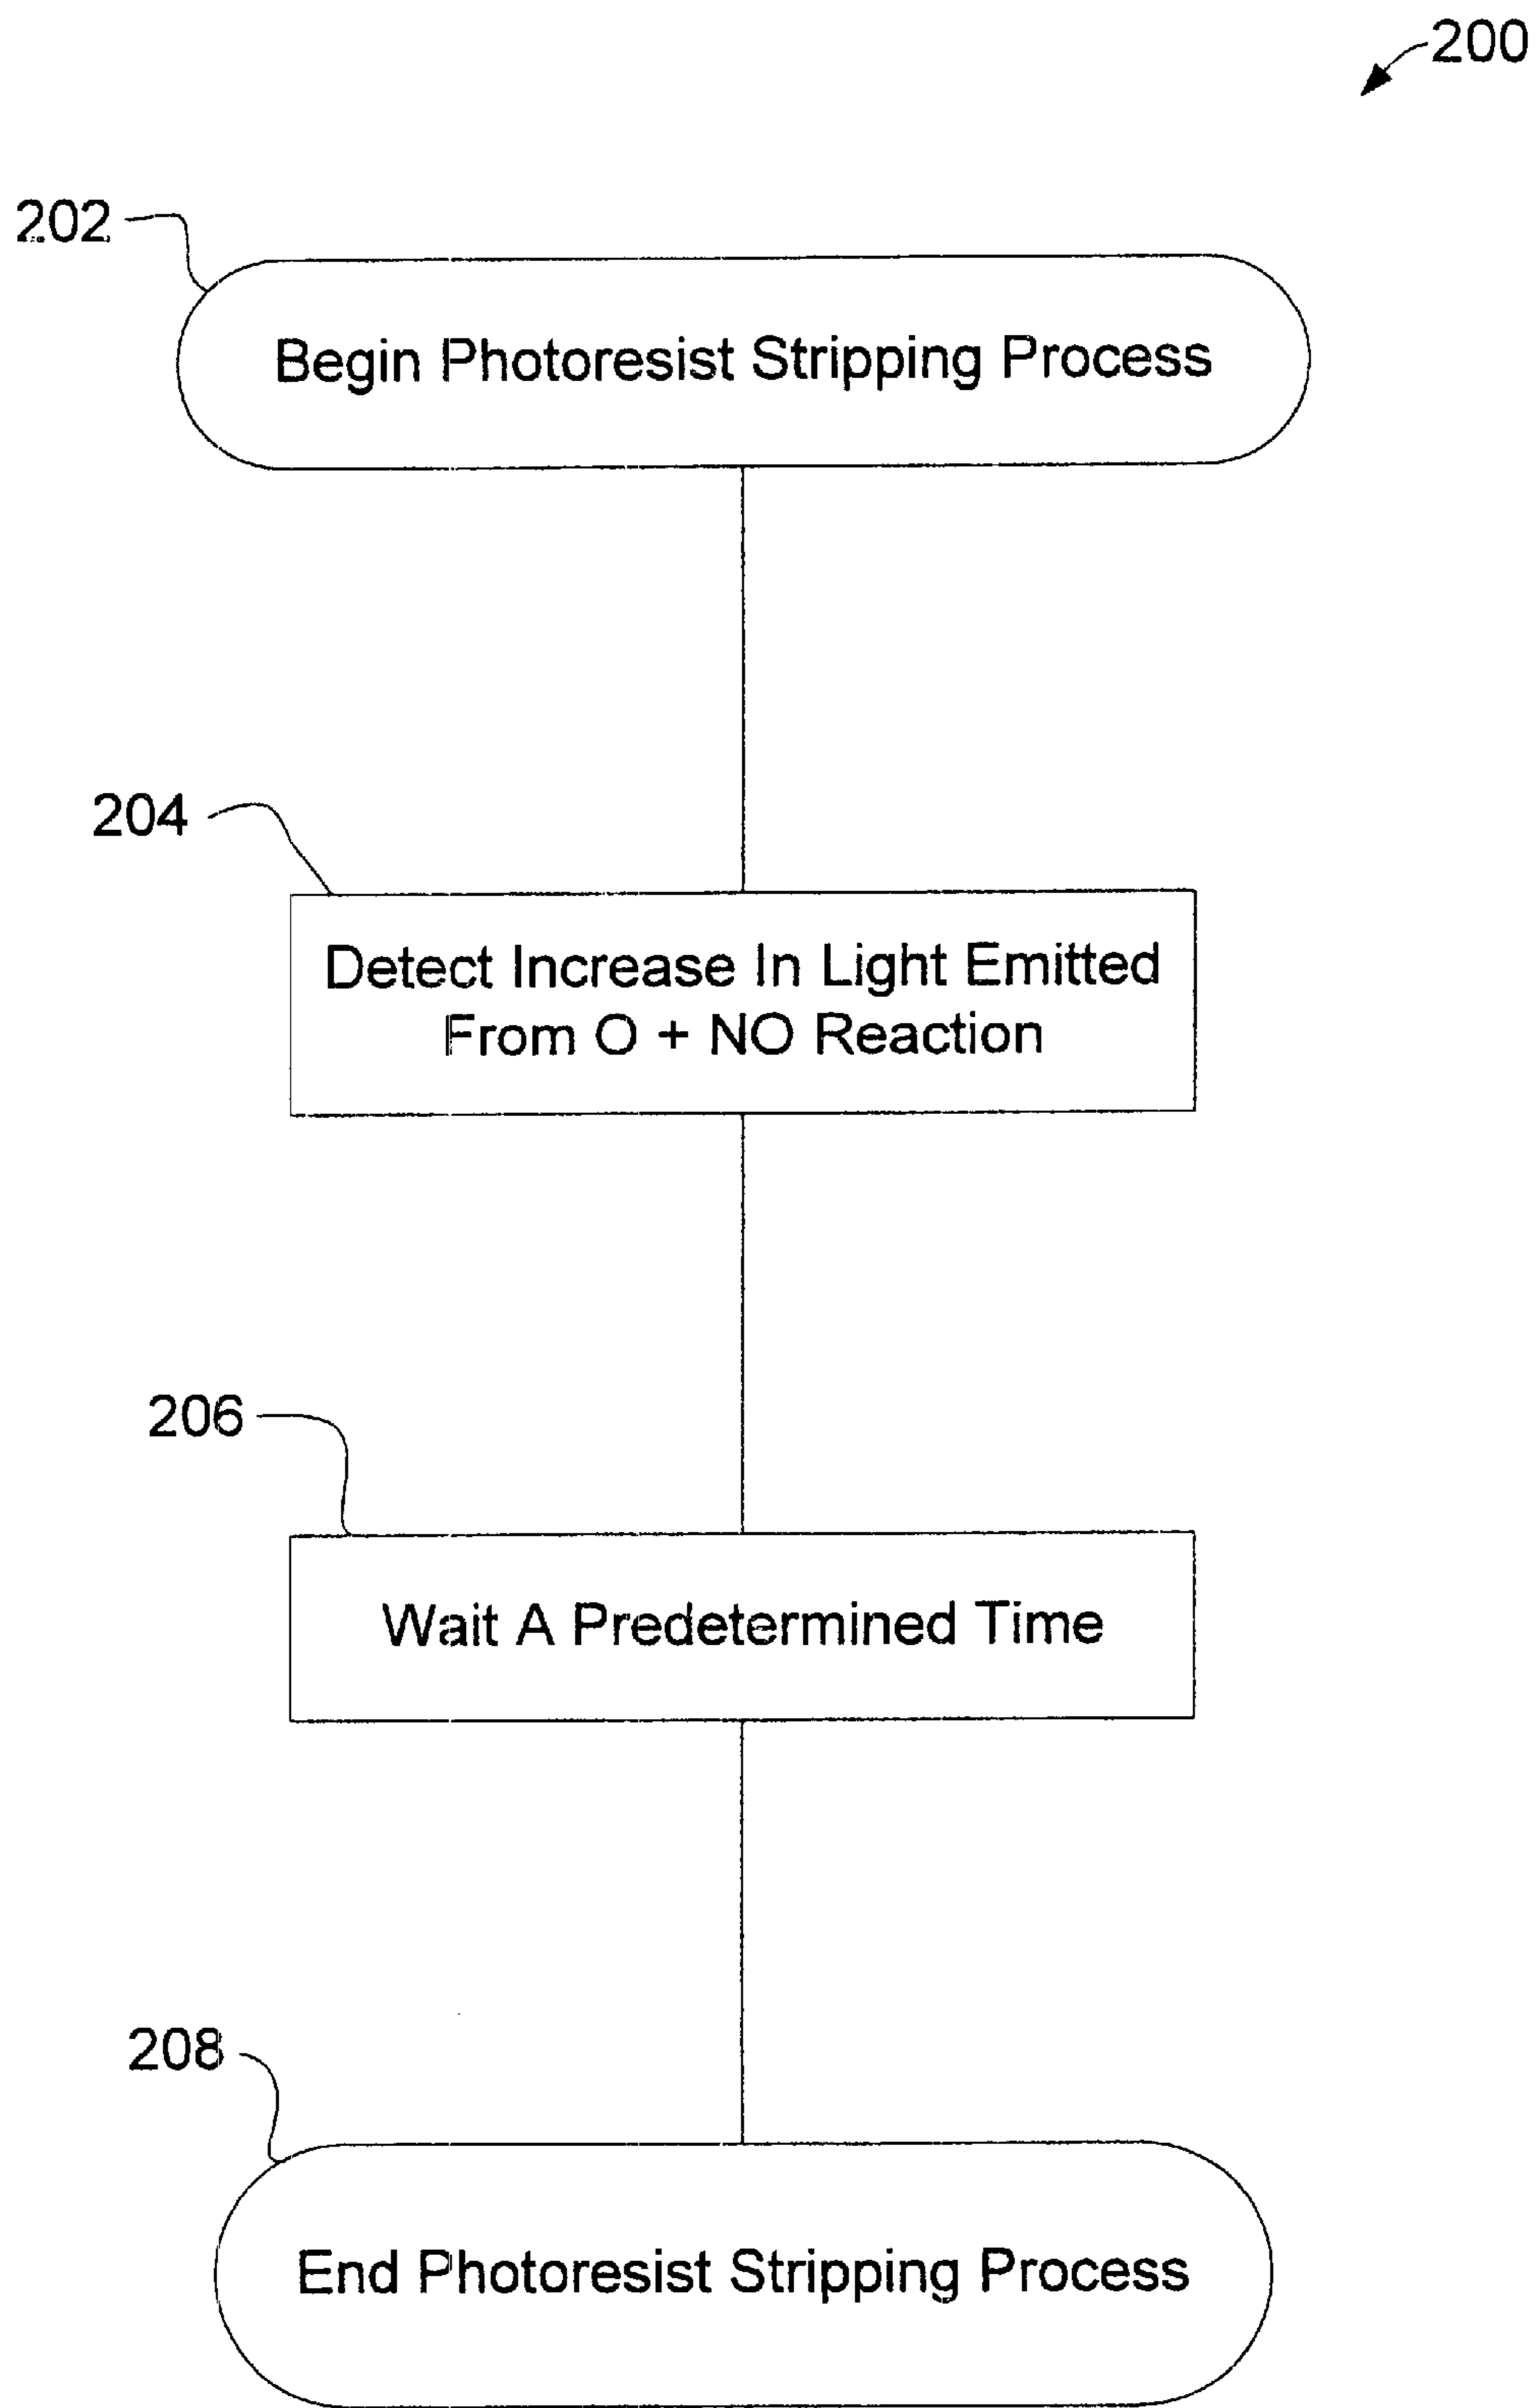 200
202
Begin Photoresist Stripping Process
204
Detect Increase In Light Emitted
From O + NO Reaction
206
Wait A Predetermined Time
208
End Photoresist Stripping Process